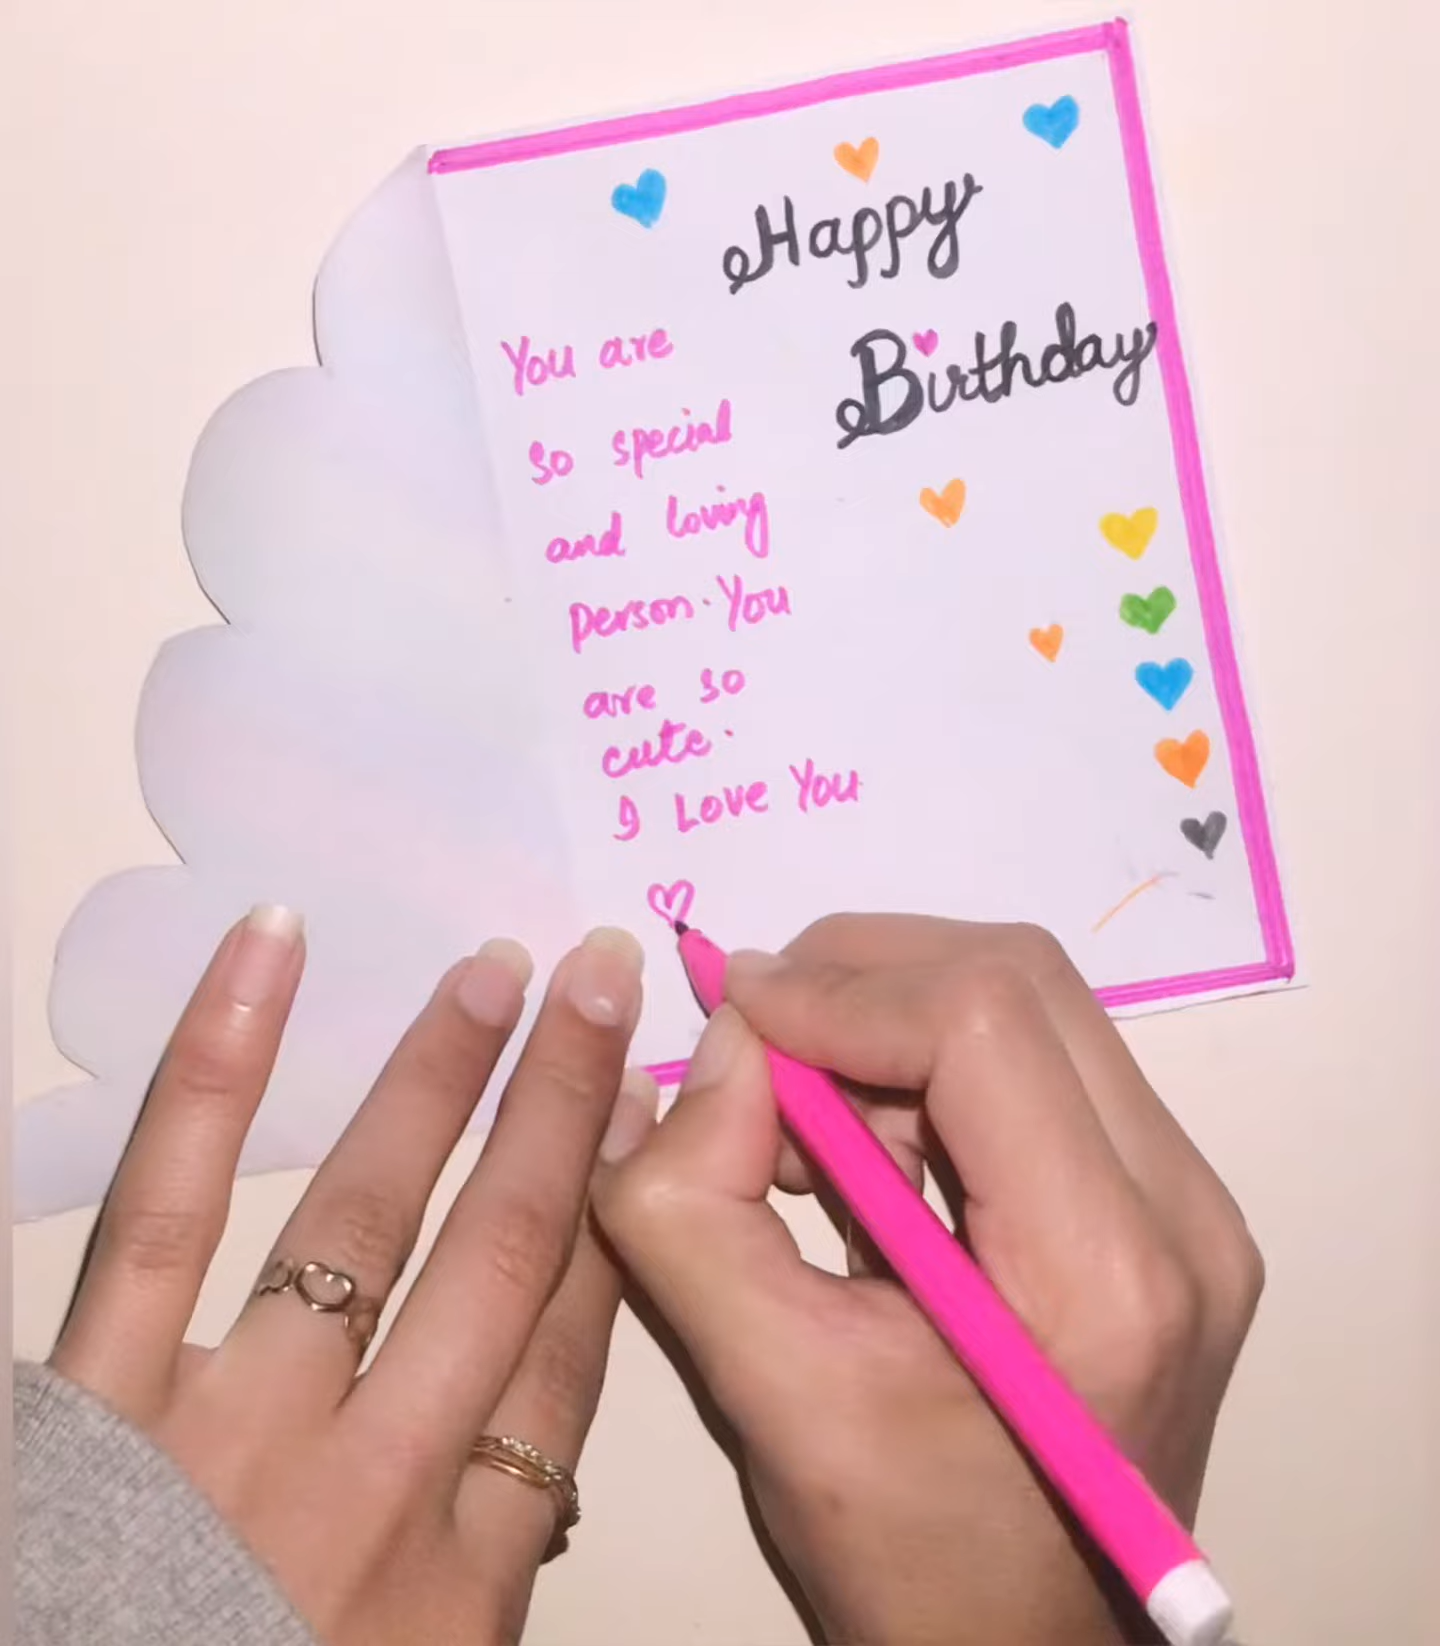 Happy
Birthday
You are
so special
and loving
person. You
are so
cute.
I Love You